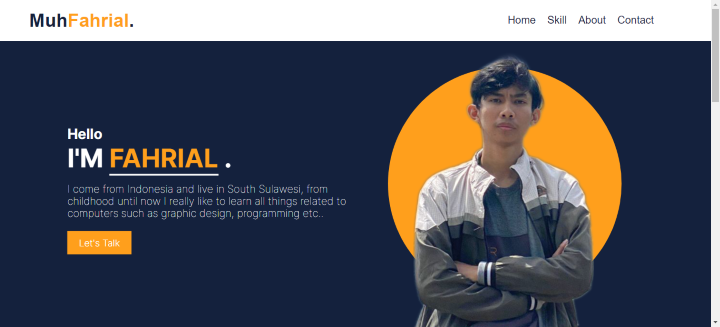 MuhFahrial.
Home Skill About Contact
Hello
I'M FAHRIAL .
I come from Indonesia and live in South Sulawesi, from
childhood until now I really like to learn all things related to
computers such as graphic design, programming etc..
Let's Talk